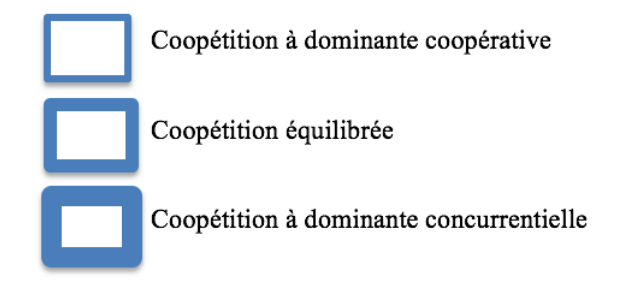 Coopétition à dominante coopérative
Coopétition équilibrée
Coopétition à dominante concurrentielle